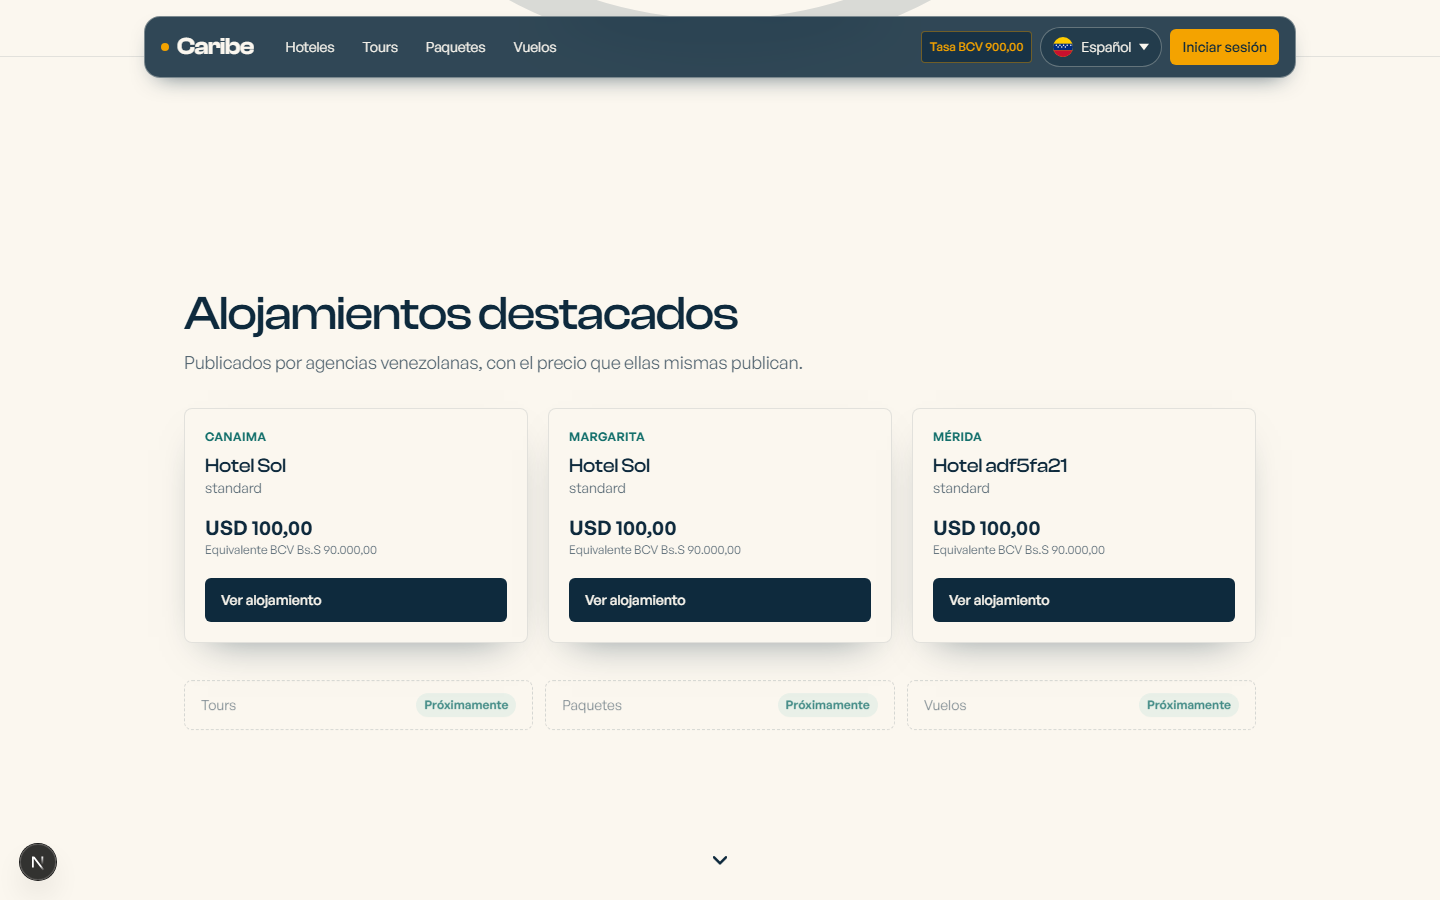 Caribe
Hoteles
Tours
Paquetes
Vuelos
Tasa BCV 900,00
Español
Iniciar sesión
Alojamientos destacados
Publicados por agencias venezolanas, con el precio que ellas mismas publican.
CANAIMA
Hotel Sol
standard
USD 100,00
Equivalente BCV Bs.S 90.000,00
Ver alojamiento
MARGARITA
Hotel Sol
standard
USD 100,00
Equivalente BCV Bs.S 90.000,00
Ver alojamiento
MÉRIDA
Hotel adf5fa21
standard
USD 100,00
Equivalente BCV Bs.S 90.000,00
Ver alojamiento
Tours
Próximamente
Paquetes
Próximamente
Vuelos
Próximamente
N